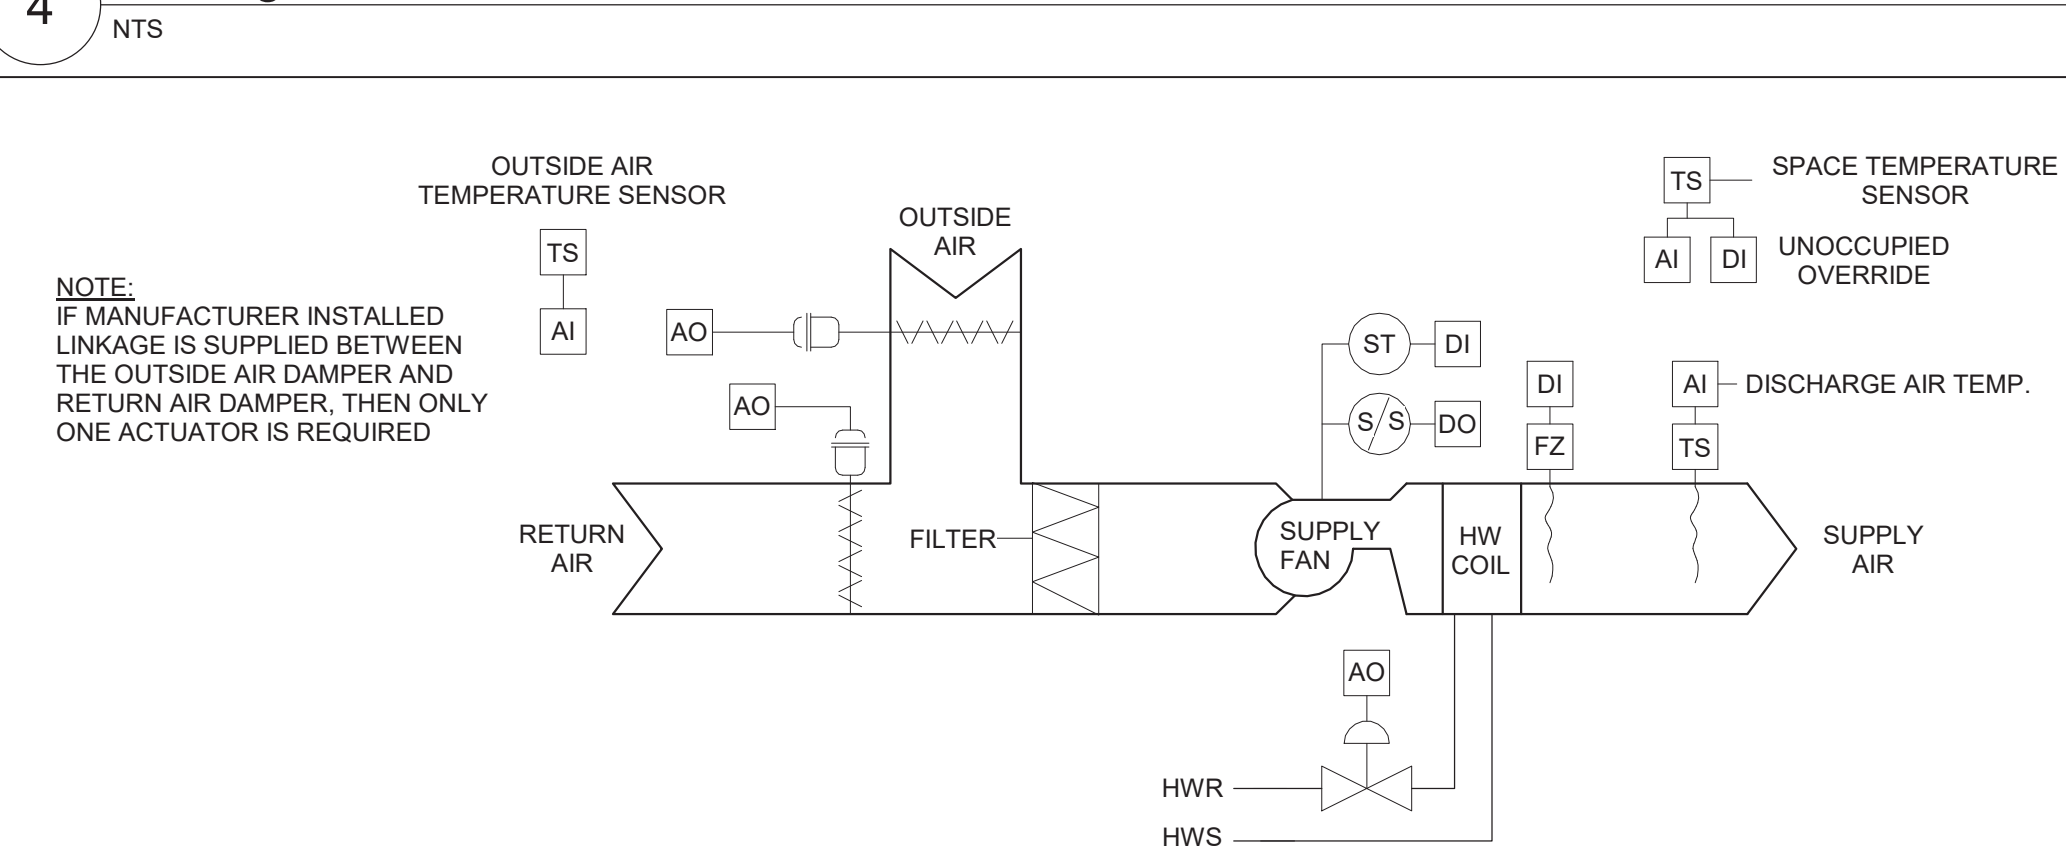 4
NTS
OUTSIDE AIR
TEMPERATURE SENSOR
TS
AI
NOTE:
IF MANUFACTURER INSTALLED
LINKAGE IS SUPPLIED BETWEEN
THE OUTSIDE AIR DAMPER AND
RETURN AIR DAMPER, THEN ONLY
ONE ACTUATOR IS REQUIRED
OUTSIDE
AIR
AO
AO
TS
SPACE TEMPERATURE
SENSOR
AI
DI
UNOCCUPIED
OVERRIDE
ST
DI
S/S
DO
DI
FZ
AI
DISCHARGE AIR TEMP.
TS
RETURN
AIR
FILTER
SUPPLY
FAN
HW
COIL
SUPPLY
AIR
AO
HWR
HWS